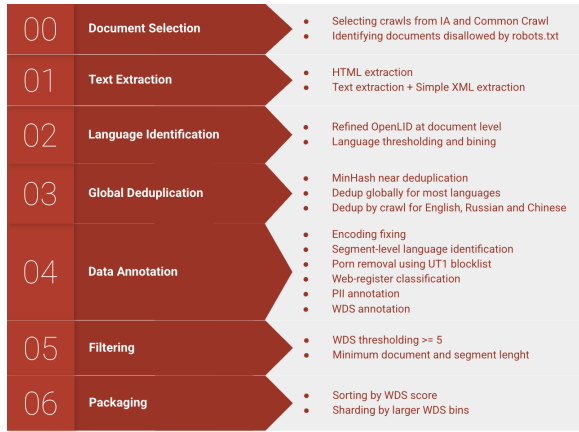 00
Document Selection
Selecting crawls from IA and Common Crawl
Identifying documents disallowed by robots.txt
01
Text Extraction
HTML extraction
Text extraction + Simple XML extraction
02
Language Identification
Refined OpenLID at document level
Language thresholding and bining
03
Global Deduplication
MinHash near deduplication
Dedup globally for most languages
Dedup by crawl for English, Russian and Chinese
04
Data Annotation
Encoding fixing
Segment-level language identification
Porn removal using UT1 blocklist
Web-register classification
PII annotation
WDS annotation
05
Filtering
WDS thresholding >= 5
Minimum document and segment lenght
06
Packaging
Sorting by WDS score
Sharding by larger WDS bins